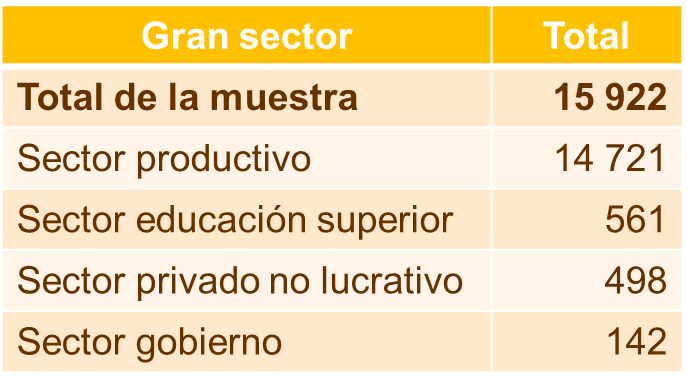 Gran sector Total
Total de la muestra 15 922
Sector productivo 14 721
Sector educación superior 561
Sector privado no lucrativo 498
Sector gobierno 142